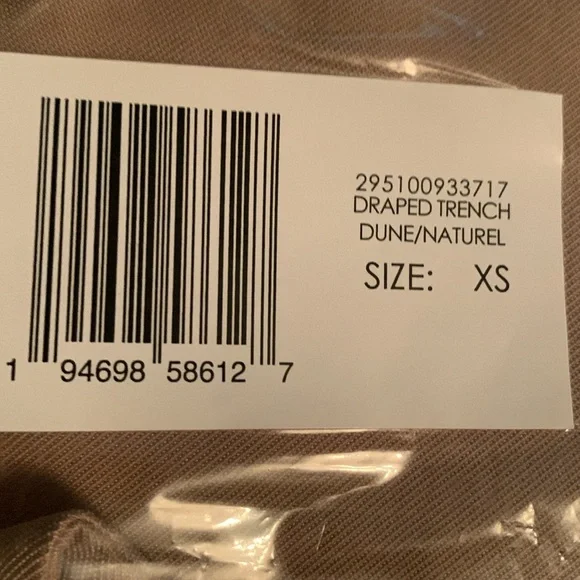 295100933717
DRAPED TRENCH
DUNE/NATUREL
SIZE: XS
1 94698 58612 7